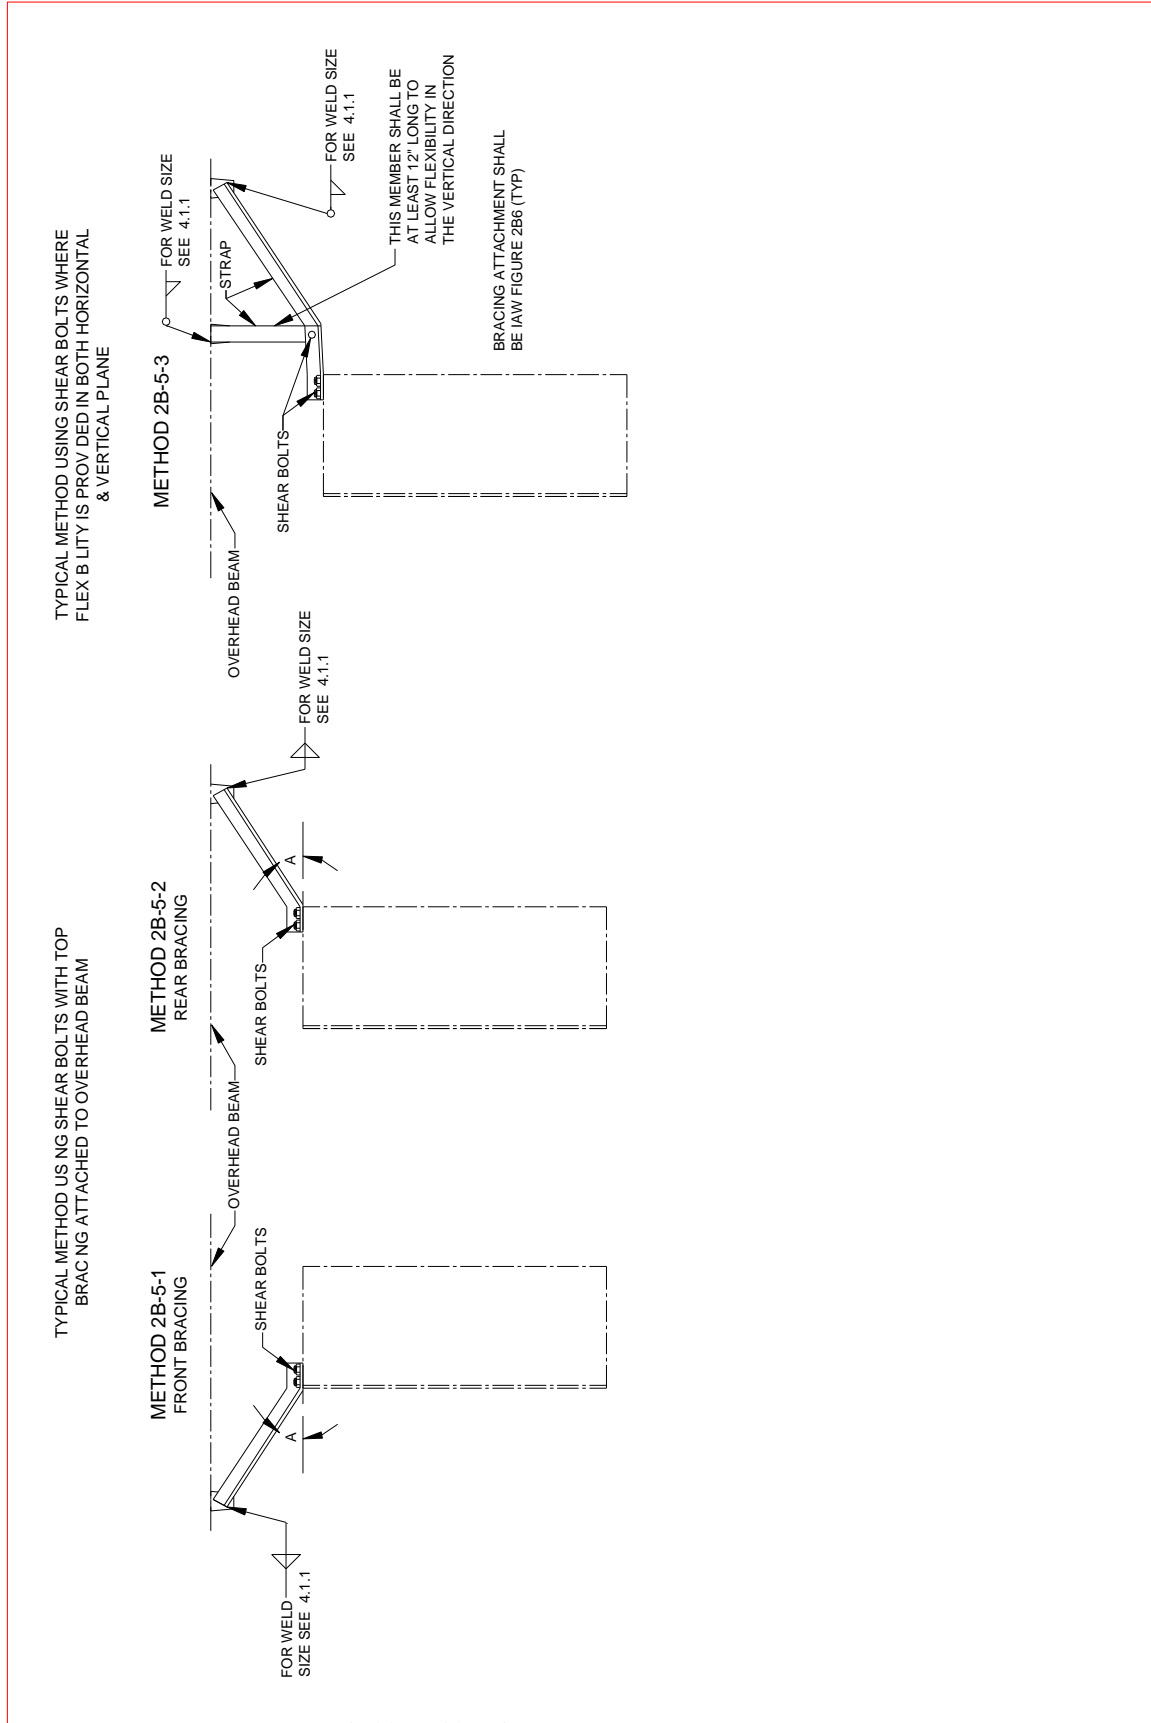 TYPICAL METHOD US NG SHEAR BOLTS WITH TOP
BRAC NG ATTACHED TO OVERHEAD BEAM
METHOD 2B-5-1
FRONT BRACING
FOR WELD
SIZE SEE 4.1.1
A
SHEAR BOLTS
OVERHEAD BEAM
METHOD 2B-5-2
REAR BRACING
SHEAR BOLTS
A
FOR WELD SIZE
SEE 4.1.1
TYPICAL METHOD USING SHEAR BOLTS WHERE
FLEX B LITY IS PROV DED IN BOTH HORIZONTAL
& VERTICAL PLANE
METHOD 2B-5-3
OVERHEAD BEAM
SHEAR BOLTS
FOR WELD SIZE
SEE 4.1.1
STRAP
FOR WELD SIZE
SEE 4.1.1
THIS MEMBER SHALL BE
AT LEAST 12" LONG TO
ALLOW FLEXIBILITY IN
THE VERTICAL DIRECTION
BRACING ATTACHMENT SHALL
BE IAW FIGURE 2B6 (TYP)